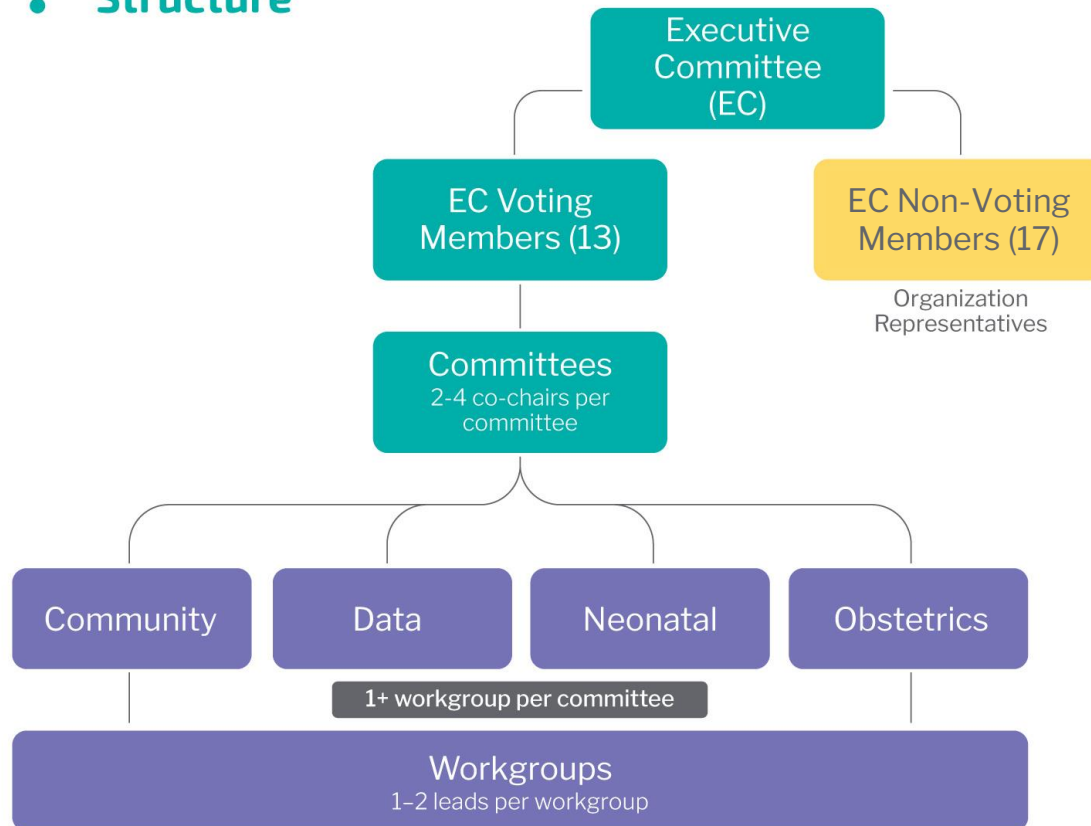 Structure
Executive
Committee
(EC)
EC Voting
Members (13)
EC Non-Voting
Members (17)
Organization
Representatives
Committees
2-4 co-chairs per
committee
Community
Data
Neonatal
Obstetrics
1+ workgroup per committee
Workgroups
1–2 leads per workgroup